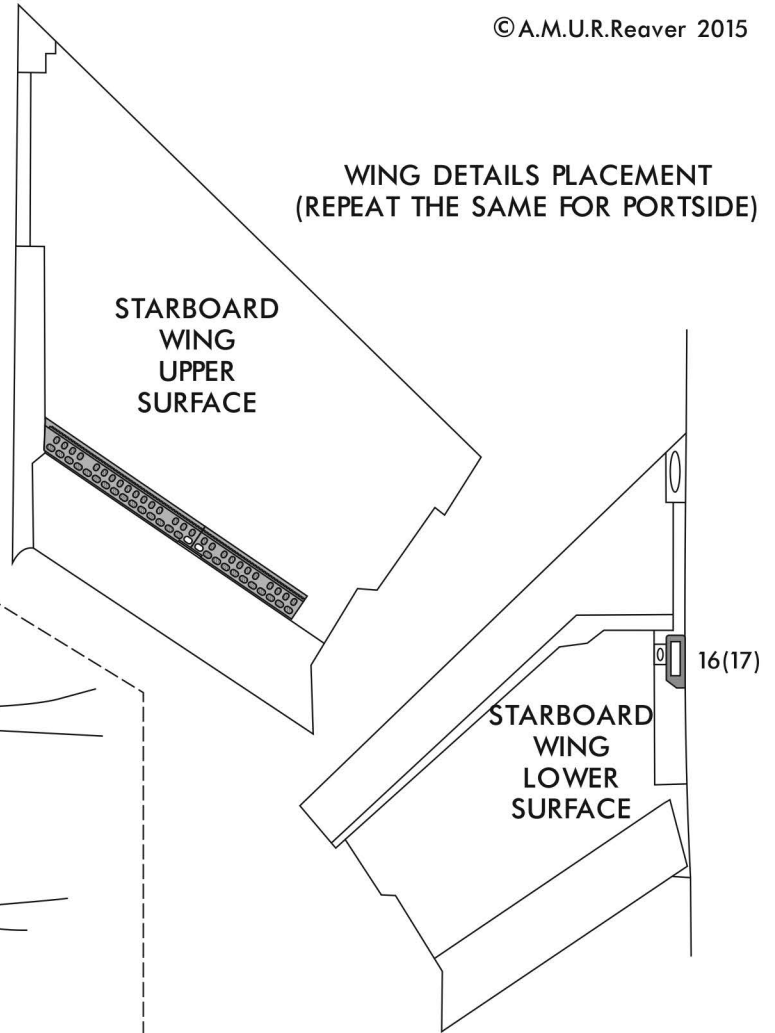 © A.M.U.R.Reaver 2015
WING DETAILS PLACEMENT
(REPEAT THE SAME FOR PORTSIDE)
STARBOARD
WING
UPPER
SURFACE
16(17)
STARBOARD
WING
LOWER
SURFACE